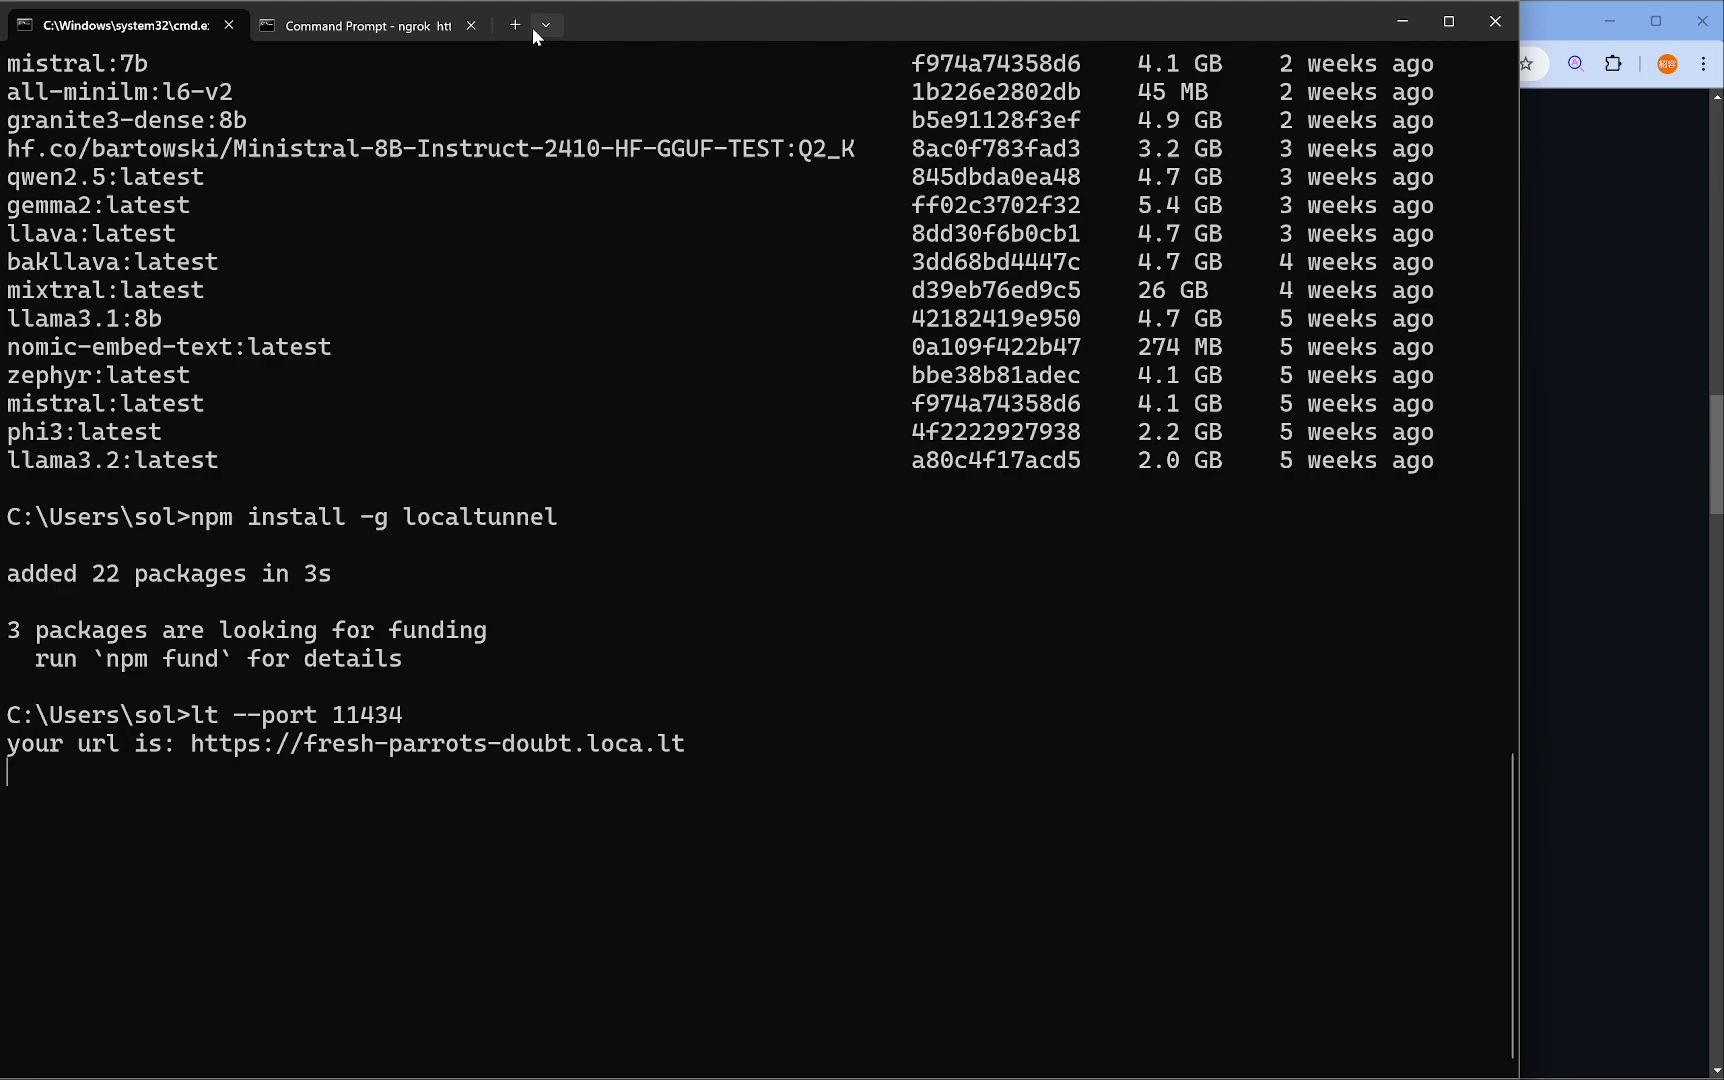 C:\Windows\system32\cmd.e:
Command Prompt - ngrok htt
mistral:7b f974a74358d6 4.1 GB 2 weeks ago
all-minilm:l6-v2 1b226e2802db 45 MB 2 weeks ago
granite3-dense:8b b5e91128f3ef 4.9 GB 2 weeks ago
hf.co/bartowski/Ministral-8B-Instruct-2410-HF-GGUF-TEST:Q2_K 8ac0f783fad3 3.2 GB 3 weeks ago
qwen2.5:latest 845dbda0ea48 4.7 GB 3 weeks ago
gemma2:latest ff02c3702f32 5.4 GB 3 weeks ago
llava:latest 8dd30f6b0cb1 4.7 GB 3 weeks ago
bakllava:latest 3dd68bd4447c 4.7 GB 4 weeks ago
mixtral:latest d39eb76ed9c5 26 GB 4 weeks ago
llama3.1:8b 42182419e950 4.7 GB 5 weeks ago
nomic-embed-text:latest 0a109f422b47 274 MB 5 weeks ago
zephyr:latest bbe38b81adec 4.1 GB 5 weeks ago
mistral:latest f974a74358d6 4.1 GB 5 weeks ago
phi3:latest 4f2222927938 2.2 GB 5 weeks ago
llama3.2:latest a80c4f17acd5 2.0 GB 5 weeks ago
C:\Users\sol>npm install -g localtunnel
added 22 packages in 3s
3 packages are looking for funding
run `npm fund` for details
C:\Users\sol>lt --port 11434
your url is: https://fresh-parrots-doubt.loca.lt